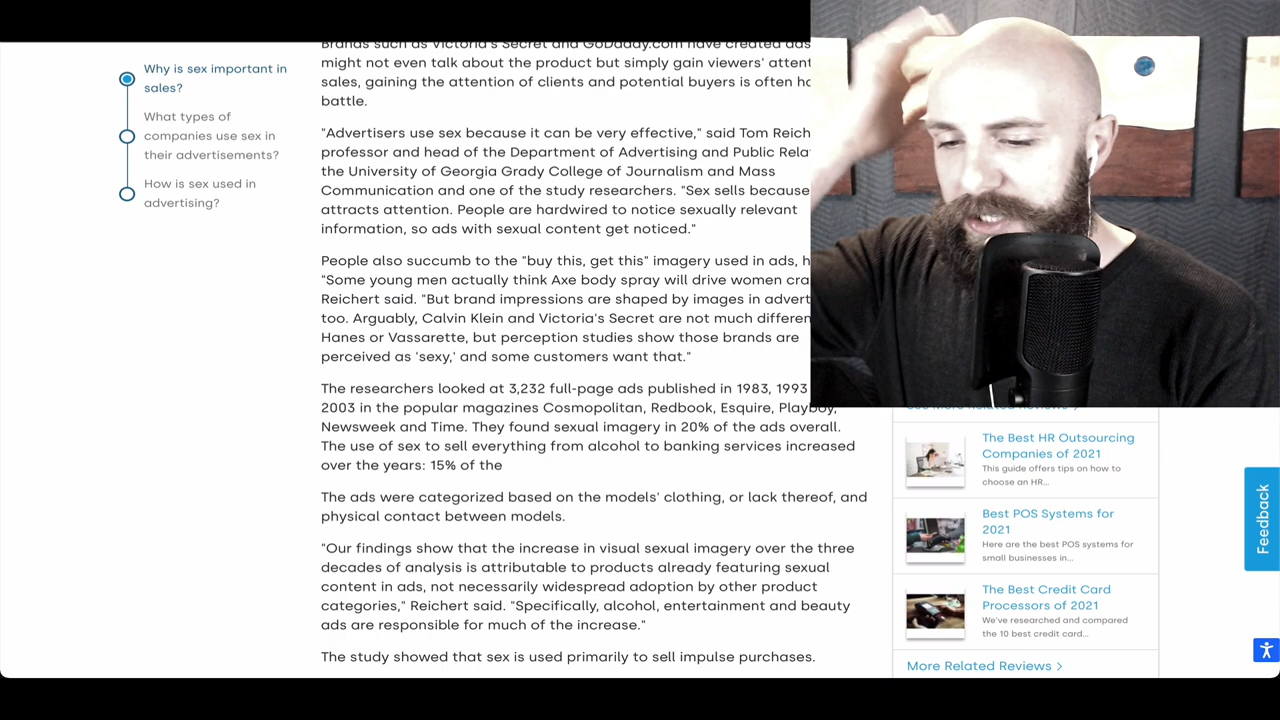 Why is sex important in
sales?
What types of
companies use sex in
their advertisements?
How is sex used in
advertising?
Brands such as Victoria's Secret and GoDaddy.com have created ads
might not even talk about the product but simply gain viewers'
sales, gaining the attention of clients and potential buyers is often
battle.
"Advertisers use sex because it can be very effective," said Tom
professor and head of the Department of Advertising and Public
the University of Georgia Grady College of Journalism and Mass
Communication and one of the study researchers. "Sex sells because
attracts attention. People are hardwired to notice sexually relevant
information, so ads with sexual content get noticed."
People also succumb to the "buy this, get this" imagery used in ads,
"Some young men actually think Axe body spray will drive women
Reichert said. "But brand impressions are shaped by images in
too. Arguably, Calvin Klein and Victoria's Secret are not much
Hanes or Vassarette, but perception studies show those brands are
perceived as 'sexy,' and some customers want that."
The researchers looked at 3,232 full-page ads published in 1983, 1993
2003 in the popular magazines Cosmopolitan, Redbook, Esquire, Playboy,
Newsweek and Time. They found sexual imagery in 20% of the ads overall.
The use of sex to sell everything from alcohol to banking services increased
over the years: 15% of the
The ads were categorized based on the models' clothing, or lack thereof, and
physical contact between models.
"Our findings show that the increase in visual sexual imagery over the three
decades of analysis is attributable to products already featuring sexual
content in ads, not necessarily widespread adoption by other product
categories," Reichert said. "Specifically, alcohol, entertainment and beauty
ads are responsible for much of the increase."
The study showed that sex is used primarily to sell impulse purchases.
See More Related Reviews >
The Best HR Outsourcing
Companies of 2021
This guide offers tips on how to
choose an HR...
Best POS Systems for
2021
Here are the best POS systems for
small businesses in...
The Best Credit Card
Processors of 2021
We've researched and compared
the 10 best credit card...
More Related Reviews >
Feedback